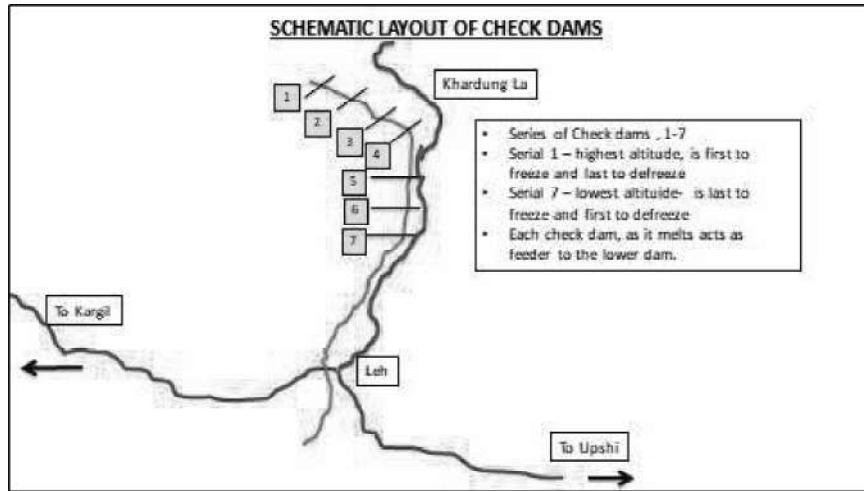 SCHEMATIC LAYOUT OF CHECK DAMS
Khardung La
1
2
3
4
5
6
7
• Series of Check dams , 1-7
• Serial 1 – highest altitude, is first to
freeze and last to defreeze
• Serial 7 – lowest altituide- is last to
freeze and first to defreeze
• Each check dam, as it melts acts as
feeder to the lower dam.
To Kargil
Leh
To Upshi